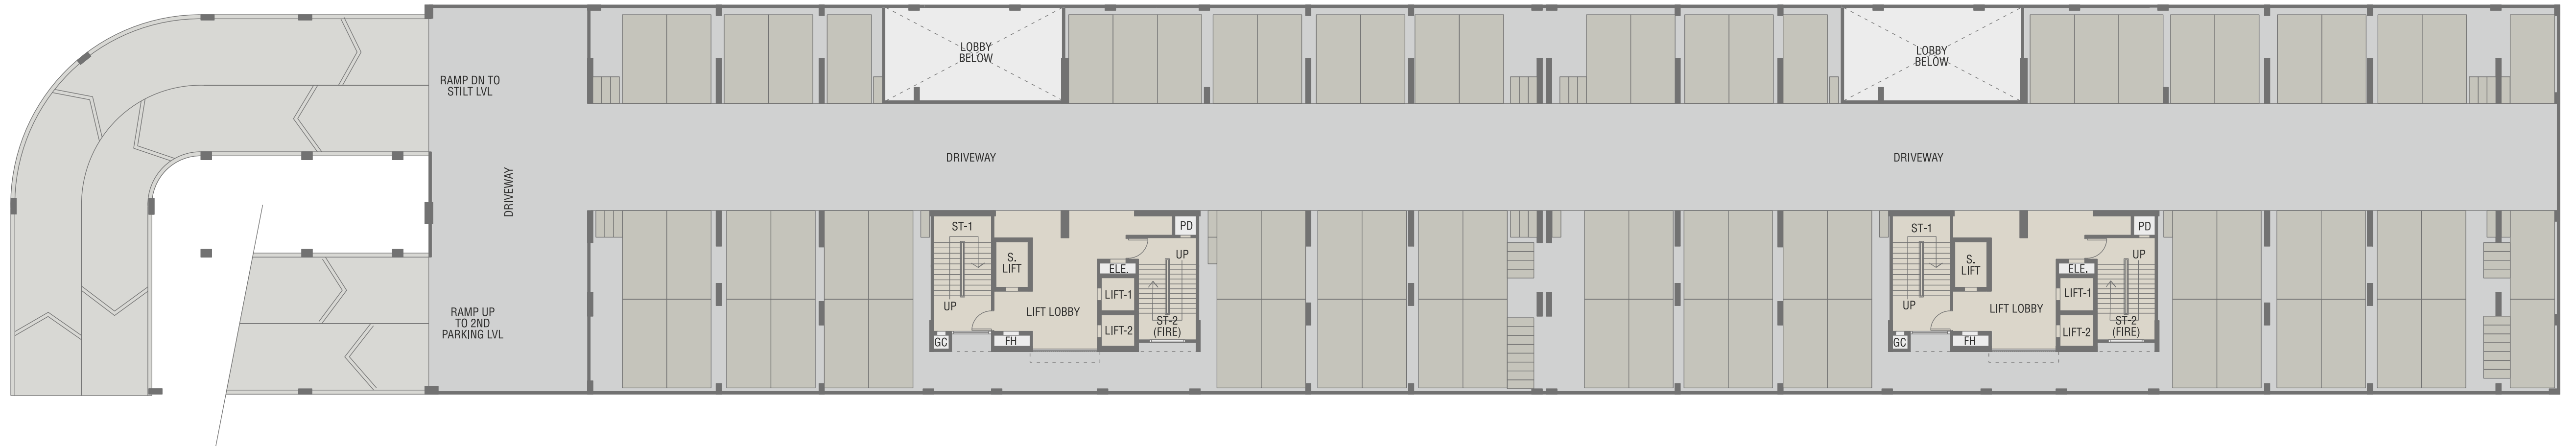 RAMP DN TO
STILT LVL
LOBBY
BELOW
LOBBY
BELOW
DRIVEWAY
DRIVEWAY
DRIVEWAY
RAMP UP
TO 2ND
PARKING LVL
ST-1
UP
GC
S.
LIFT
LIFT LOBBY
FH
ELE.
LIFT-1
LIFT-2
PD
UP
ST-2
(FIRE)
ST-1
UP
GC
S.
LIFT
LIFT LOBBY
FH
ELE.
LIFT-1
LIFT-2
PD
UP
ST-2
(FIRE)